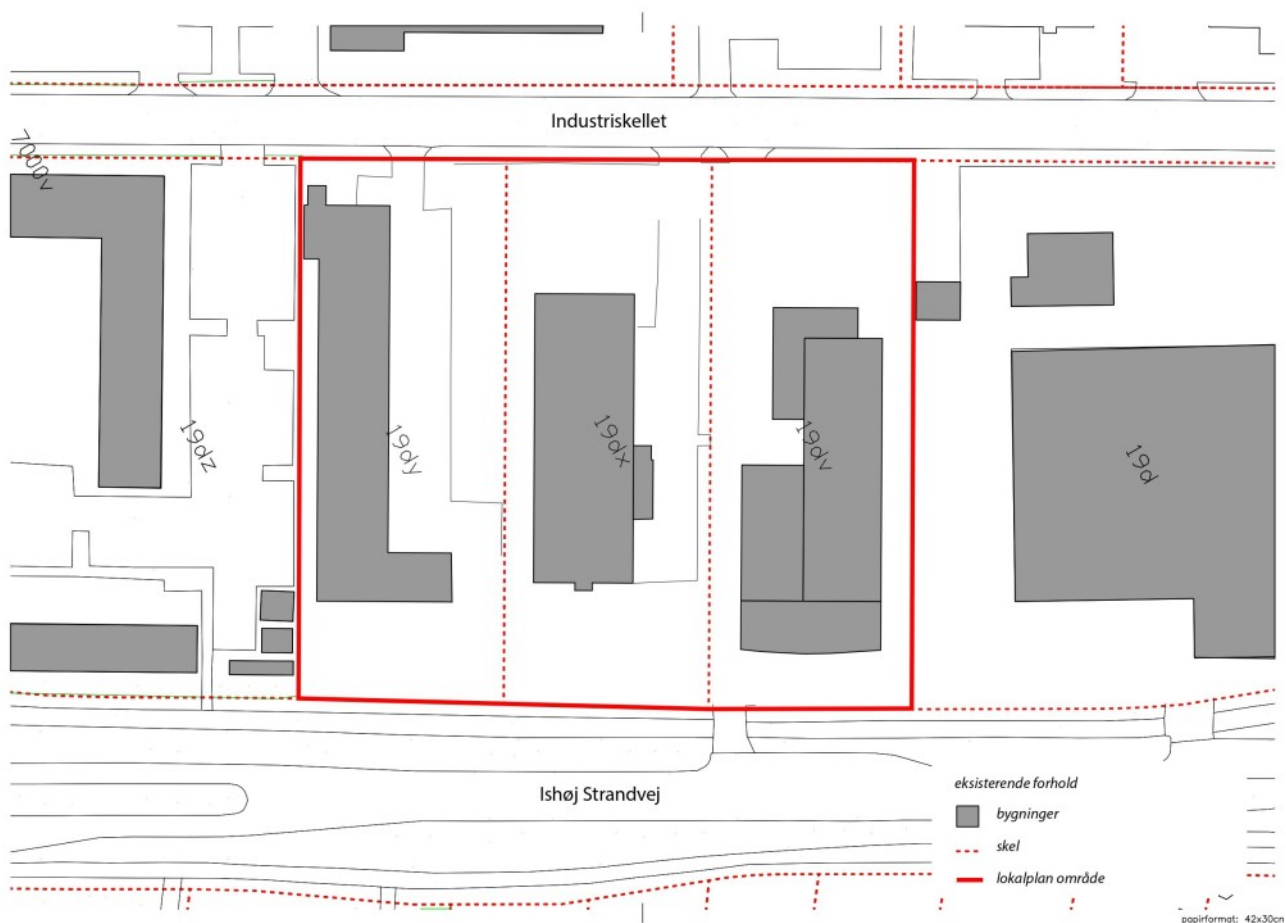 Industriskellet
7000v
19dz
19dy
19dx
19dv
19d
Ishøj Strandvej
eksisterende forhold
bygninger
skel
lokalplan område
papirformat: 42x30cm